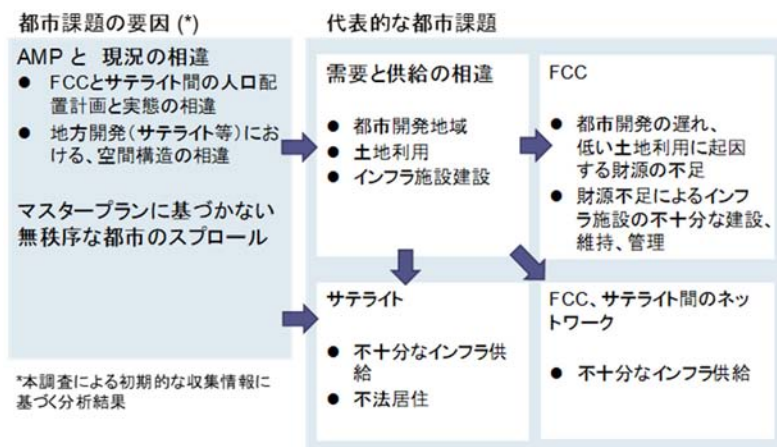 都市課題の要因 (*)
AMPと 現況の相違
● FCCとサテライト間の人口配
置計画と実態の相違
● 地方開発（サテライト等）にお
ける、空間構造の相違
マスタープランに基づかない
無秩序な都市のスプロール
*本調査による初期的な収集情報に
基づく分析結果
代表的な都市課題
需要と供給の相違
● 都市開発地域
● 土地利用
● インフラ施設建設
FCC
● 都市開発の遅れ、
低い土地利用に起因
する財源の不足
● 財源不足によるインフ
ラ施設の不十分な建設、
維持、管理
サテライト
● 不十分なインフラ供
給
● 不法居住
FCC、サテライト間のネッ
トワーク
● 不十分なインフラ供給